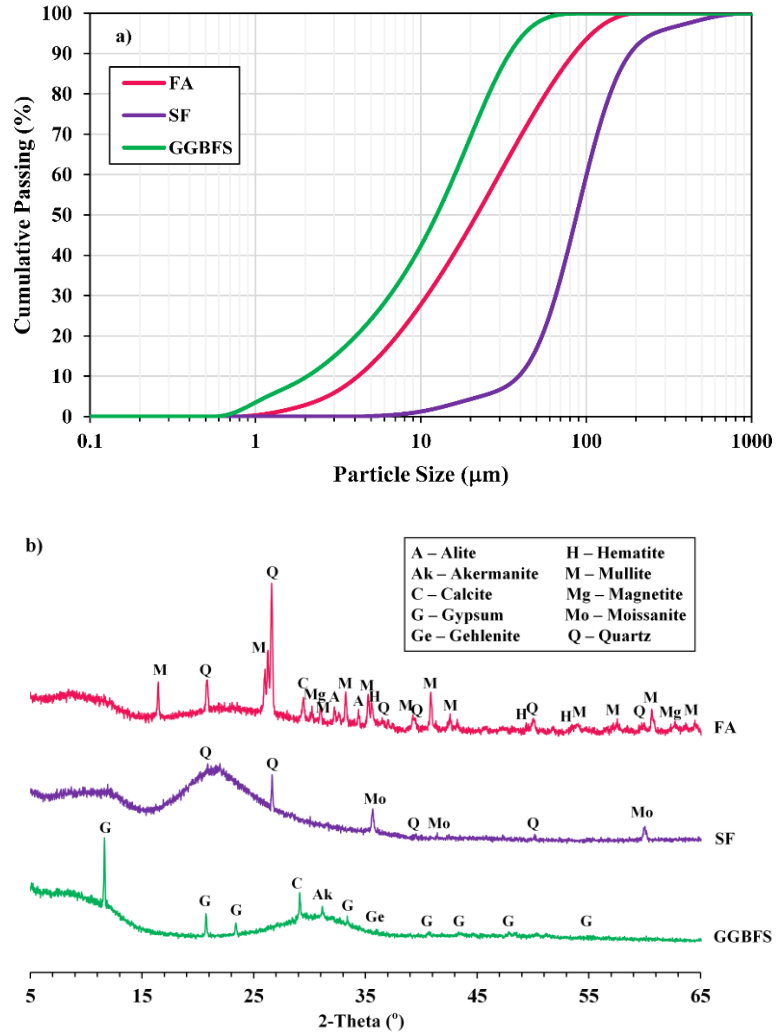 a)
FA
SF
GGBFS
100
90
80
70
60
50
40
30
20
10
0
Cumulative Passing (%)
0.1 1 10 100 1000
Particle Size (μm)
b)
A – Alite H – Hematite
Ak – Akermanite M – Mullite
C – Calcite Mg – Magnetite
G – Gypsum Mo – Moissanite
Ge – Gehlenite Q – Quartz
Q
M
M Q
C Mg M A M A M H Q M Q M M H Q H M M Q M Mg M
FA
Q Q Mo Q Mo Q Mo
SF
G G G C Ak G Ge G G G G
GGBFS
5 15 25 35 45 55 65
2-Theta (°)